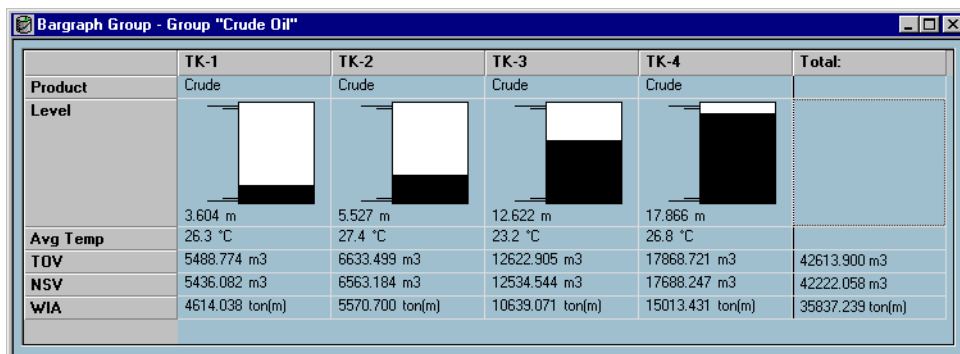 Bargraph Group - Group "Crude Oil"
TK-1 TK-2 TK-3 TK-4 Total:
Product Crude Crude Crude Crude
Level
3.604 m 5.527 m 12.622 m 17.866 m
Avg Temp 26.3 °C 27.4 °C 23.2 °C 26.8 °C
TOV 5488.774 m3 6633.499 m3 12622.905 m3 17868.721 m3 42613.900 m3
NSV 5436.082 m3 6563.184 m3 12534.544 m3 17688.247 m3 42222.058 m3
WIA 4614.038 ton(m) 5570.700 ton(m) 10639.071 ton(m) 15013.431 ton(m) 35837.239 ton(m)